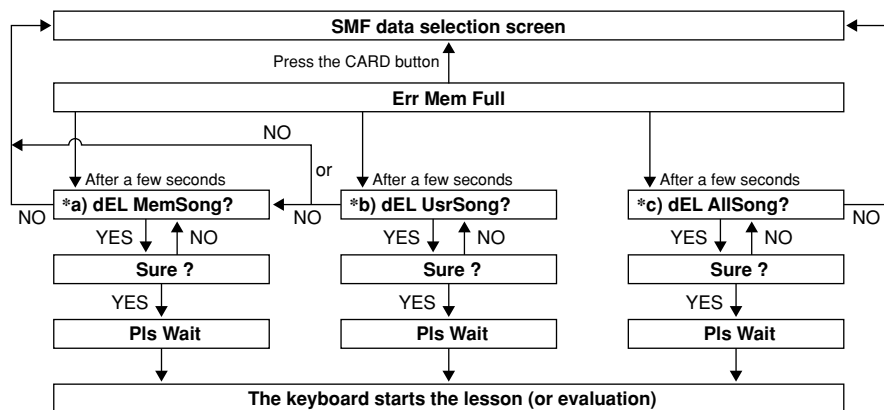 SMF data selection screen
Press the CARD button
Err Mem Full
NO
or
After a few seconds After a few seconds After a few seconds
*a) dEL MemSong? *b) dEL UsrSong? *c) dEL AllSong?
NO NO NO
YES NO YES NO YES NO
Sure ? Sure ? Sure ?
YES YES YES
Pls Wait Pls Wait Pls Wait
The keyboard starts the lesson (or evaluation)